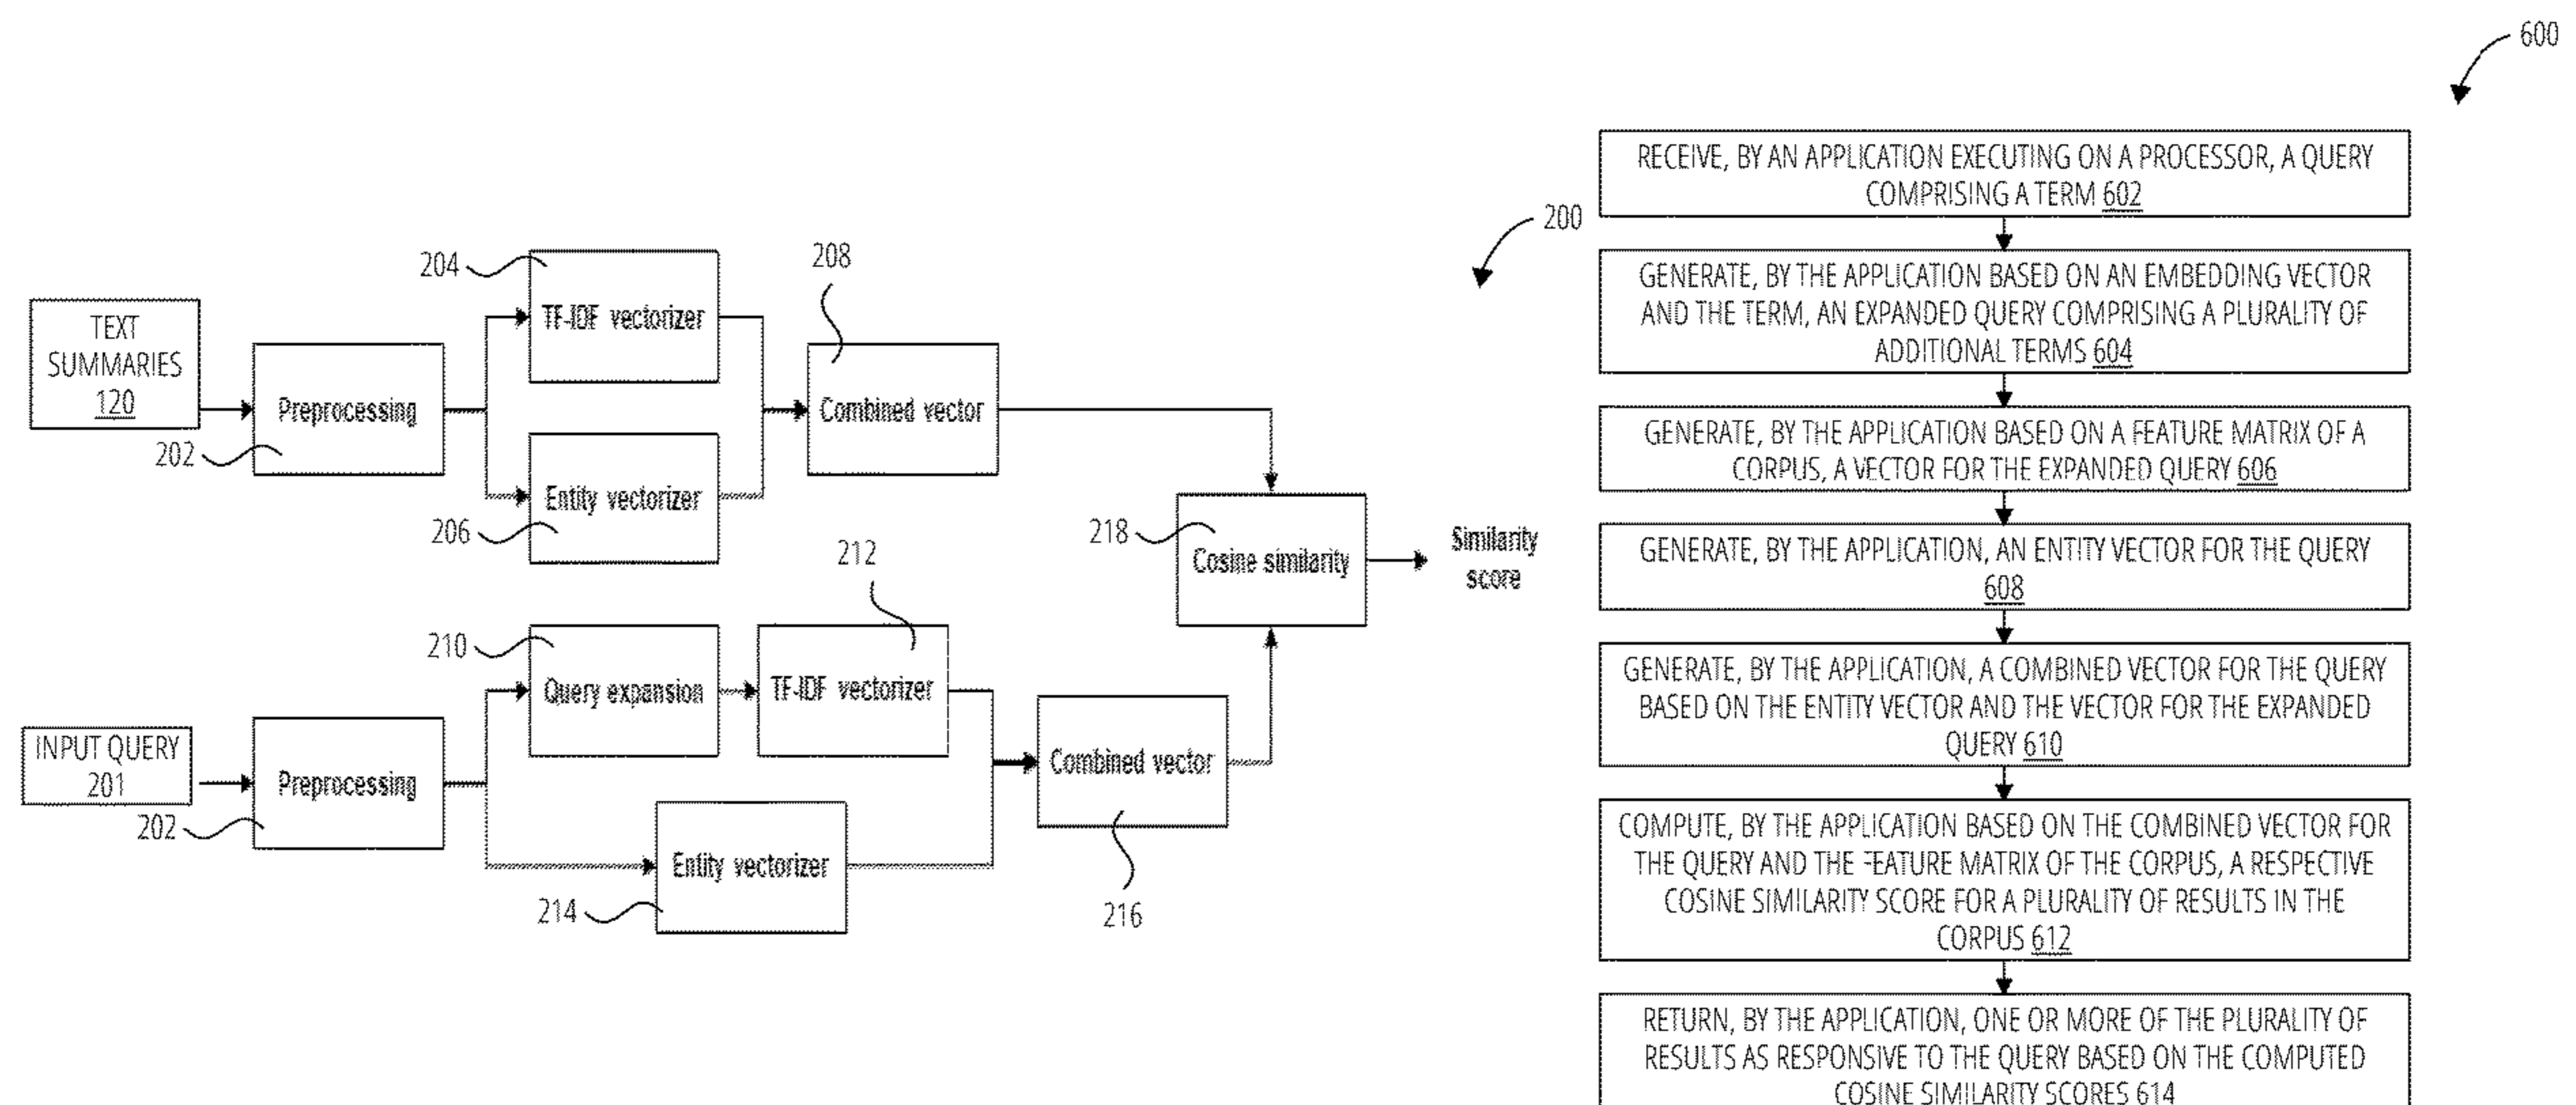 600
200
204
208
TEXT
SUMMARIES
120
TF-IDF vectorizer
Preprocessing
202
Combined vector
Entity vectorizer
206
218
Cosine similarity
Similarity
score
212
210
Query expansion
TF-IDF vectorizer
INPUT QUERY
201
Preprocessing
202
Combined vector
216
Entity vectorizer
214
RECEIVE, BY AN APPLICATION EXECUTING ON A PROCESSOR, A QUERY
COMPRISING A TERM 602
GENERATE, BY THE APPLICATION BASED ON AN EMBEDDING VECTOR
AND THE TERM, AN EXPANDED QUERY COMPRISING A PLURALITY OF
ADDITIONAL TERMS 604
GENERATE, BY THE APPLICATION BASED ON A FEATURE MATRIX OF A
CORPUS, A VECTOR FOR THE EXPANDED QUERY 606
GENERATE, BY THE APPLICATION, AN ENTITY VECTOR FOR THE QUERY
608
GENERATE, BY THE APPLICATION, A COMBINED VECTOR FOR THE QUERY
BASED ON THE ENTITY VECTOR AND THE VECTOR FOR THE EXPANDED
QUERY 610
COMPUTE, BY THE APPLICATION BASED ON THE COMBINED VECTOR FOR
THE QUERY AND THE FEATURE MATRIX OF THE CORPUS, A RESPECTIVE
COSINE SIMILARITY SCORE FOR A PLURALITY OF RESULTS IN THE
CORPUS 612
RETURN, BY THE APPLICATION, ONE OR MORE OF THE PLURALITY OF
RESULTS AS RESPONSIVE TO THE QUERY BASED ON THE COMPUTED
COSINE SIMILARITY SCORES 614